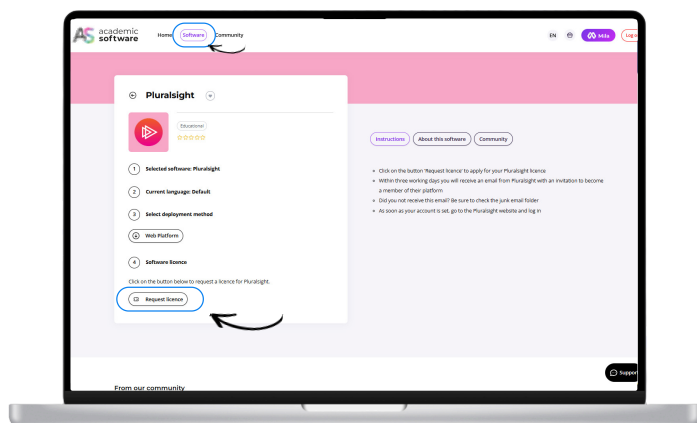 academic
software
Home
Software
Community
EN
Milo
Pluralsight
Educational
1 Selected software: Pluralsight
2 Current language: Default
3 Select deployment method
Web Platform
4 Software licence
Click on the button below to request a licence for Pluralsight.
Request licence
Instructions
About this software
Community
Click on the button 'Request licence' to apply for your Pluralsight licence
Within three working days you will receive an email from Pluralsight with an invitation to become
a member of their platform
Did you not receive this email? Be sure to check the junk email folder
As soon as your account is set, go to the Pluralsight website and log in
Support
From our community